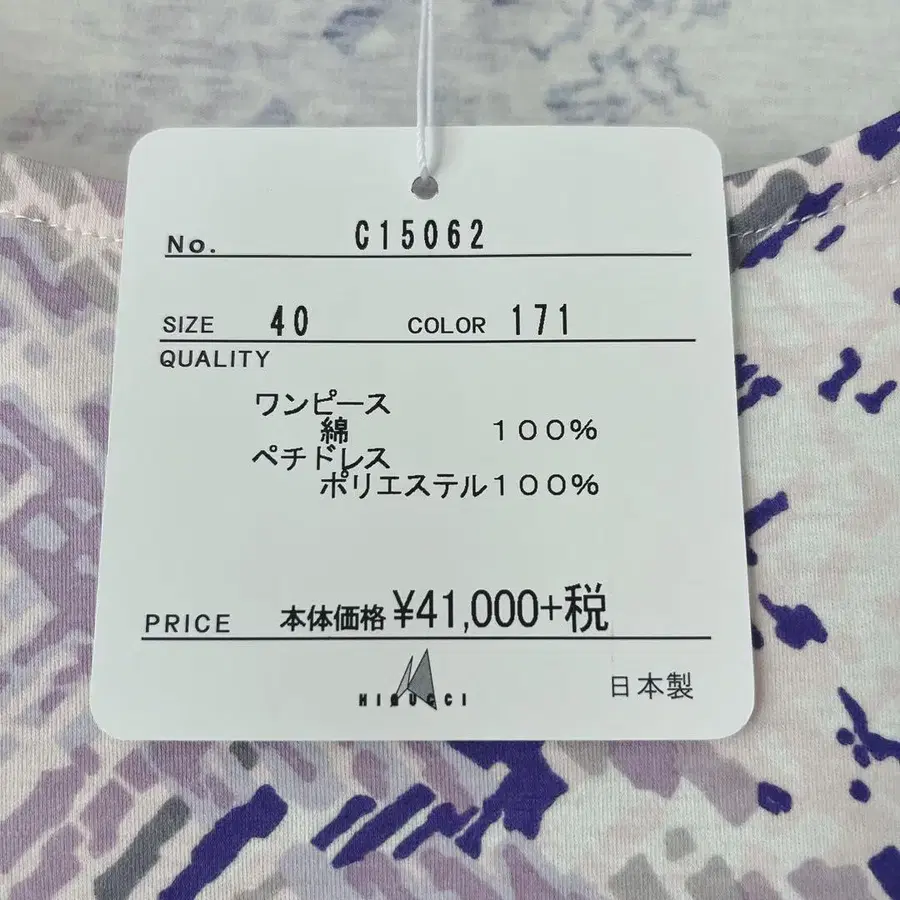 No. C15062
SIZE 40 COLOR 171
QUALITY
ワンピース
綿 100%
ペチドレス
ポリエステル100%
PRICE 本体価格 ¥41,000+税
HIROCCI
日本製